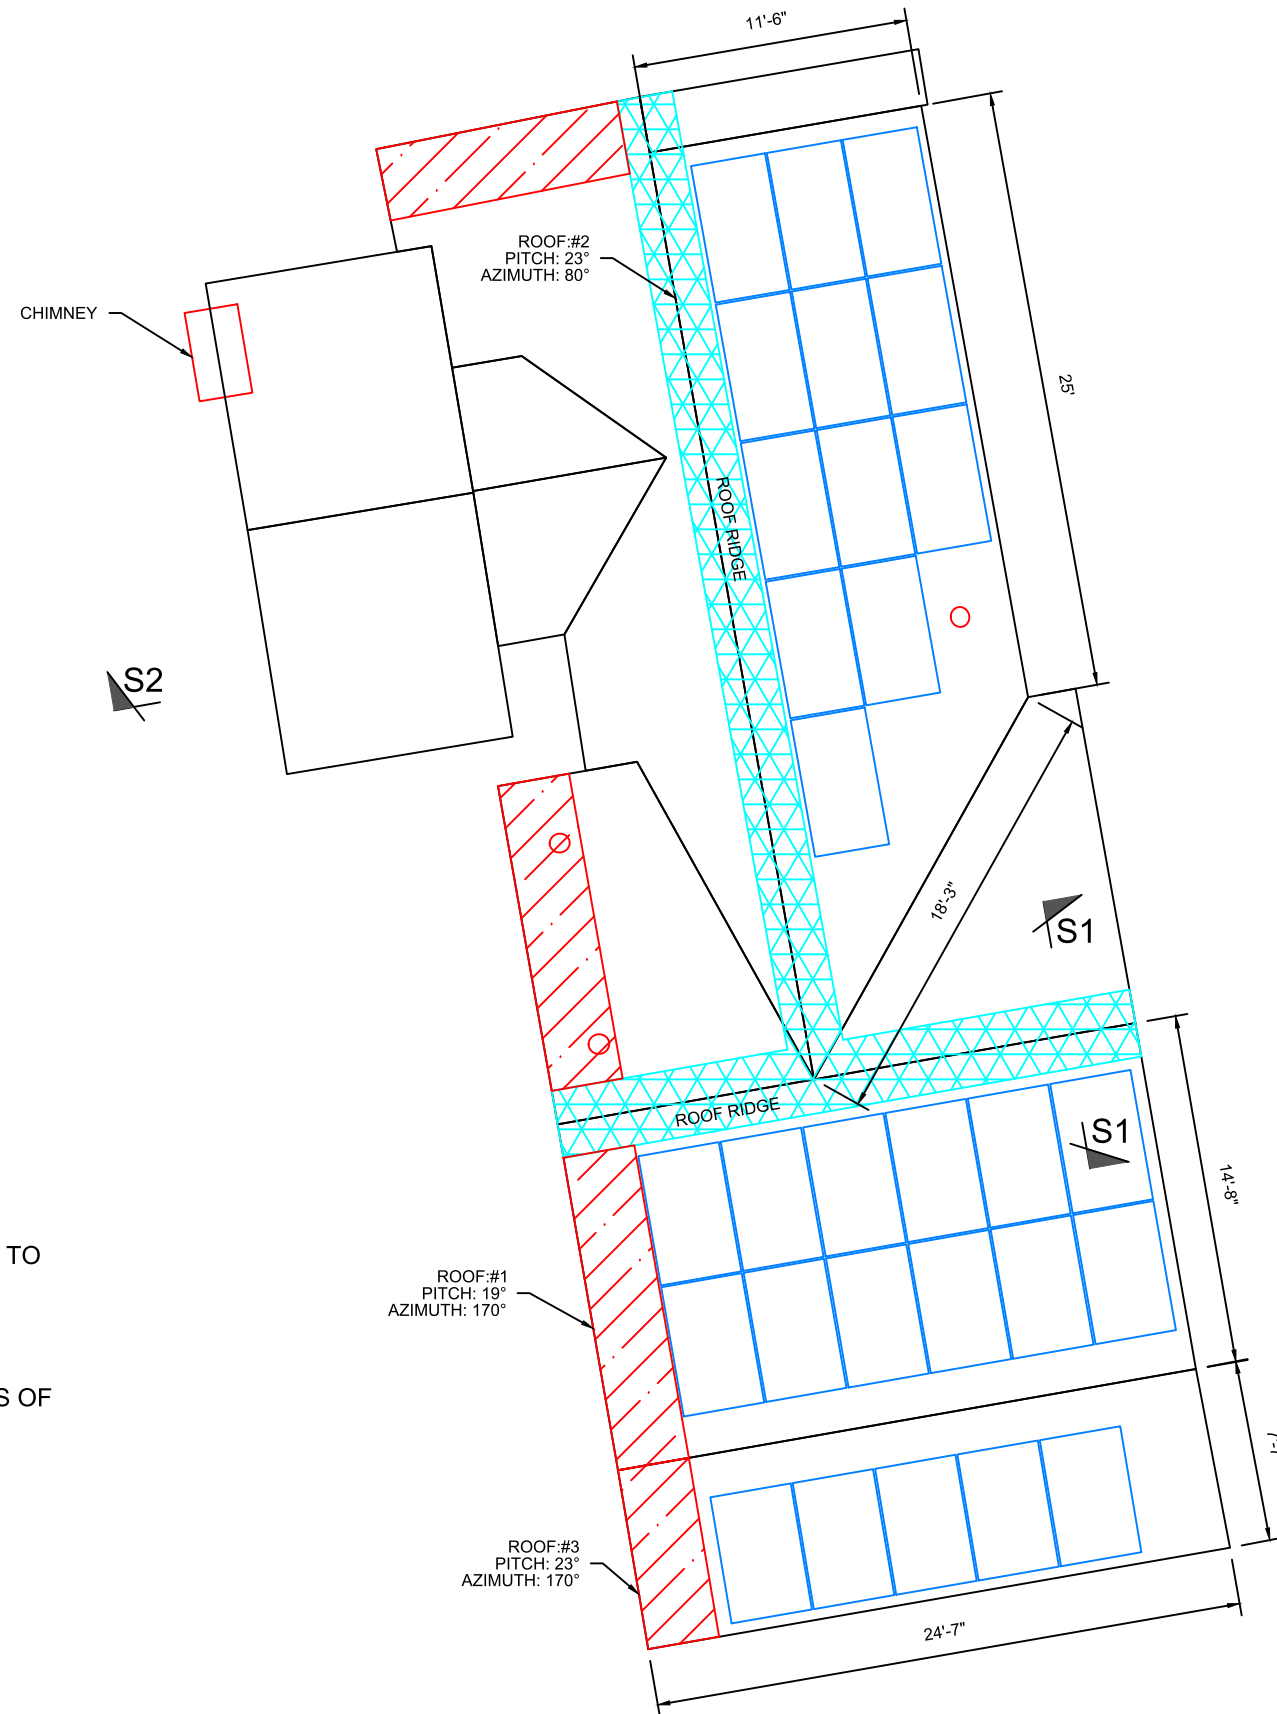 11'-6"
ROOF:#2
PITCH: 23°
AZIMUTH: 80°
CHIMNEY
25'
ROOF RIDGE
S2
18'-3"
S1
ROOF RIDGE
S1
14'-8"
TO
ROOF:#1
PITCH: 19°
AZIMUTH: 170°
S OF
ROOF:#3
PITCH: 23°
AZIMUTH: 170°
24'-7"